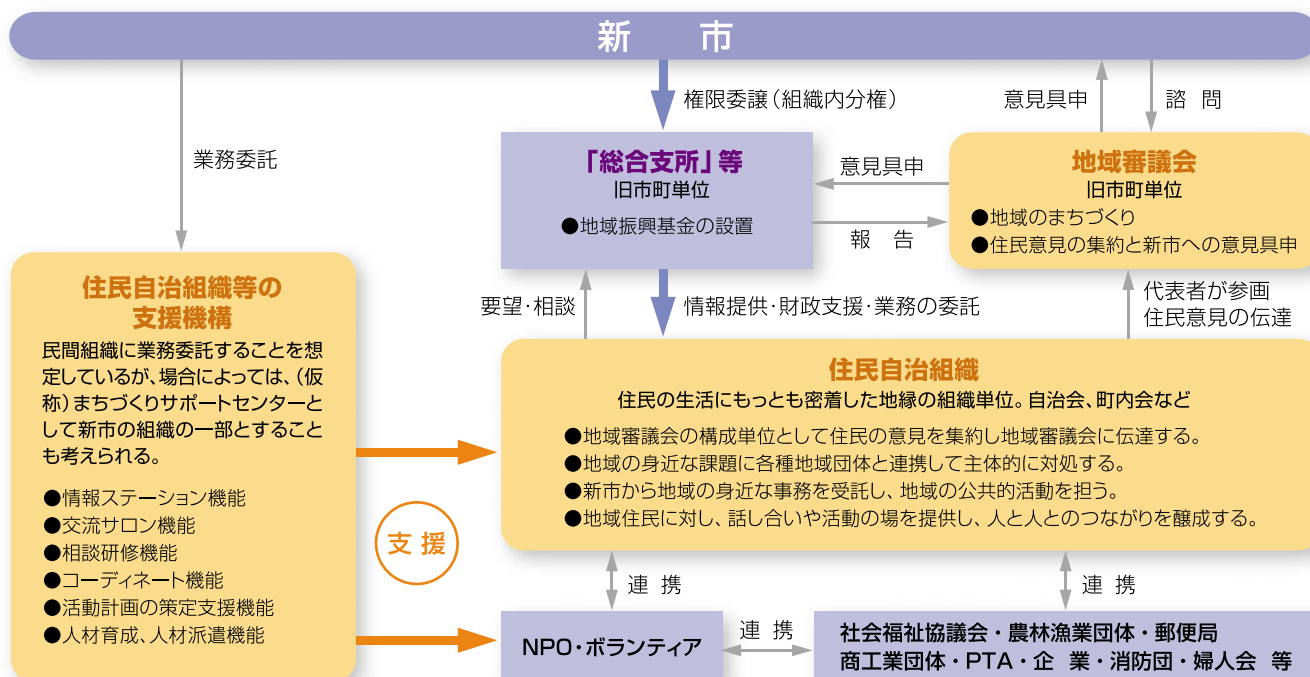 新 市
業務委託
権限委譲（組織内分権）
意見具申
諮 問
「総合支所」等
旧市町単位
●地域振興基金の設置
意見具申
報 告
地域審議会
旧市町単位
●地域のまちづくり
●住民意見の集約と新市への意見具申
住民自治組織等の
支援機構
民間組織に業務委託することを想
定しているが、場合によっては、（仮
称）まちづくりサポートセンターと
して新市の組織の一部とすること
も考えられる。
●情報ステーション機能
●交流サロン機能
●相談研修機能
●コーディネート機能
●活動計画の策定支援機能
●人材育成、人材派遣機能
要望・相談
情報提供・財政支援・業務の委託
代表者が参画
住民意見の伝達
住民自治組織
住民の生活にもっとも密着した地縁の組織単位。自治会、町内会など
●地域審議会の構成単位として住民の意見を集約し地域審議会に伝達する。
●地域の身近な課題に各種地域団体と連携して主体的に対処する。
●新市から地域の身近な事務を受託し、地域の公共的活動を担う。
●地域住民に対し、話し合いや活動の場を提供し、人と人とのつながりを醸成する。
支 援
連 携
連 携
NPO・ボランティア
連 携
社会福祉協議会・農林漁業団体・郵便局
商工業団体・PTA・企 業・消防団・婦人会 等